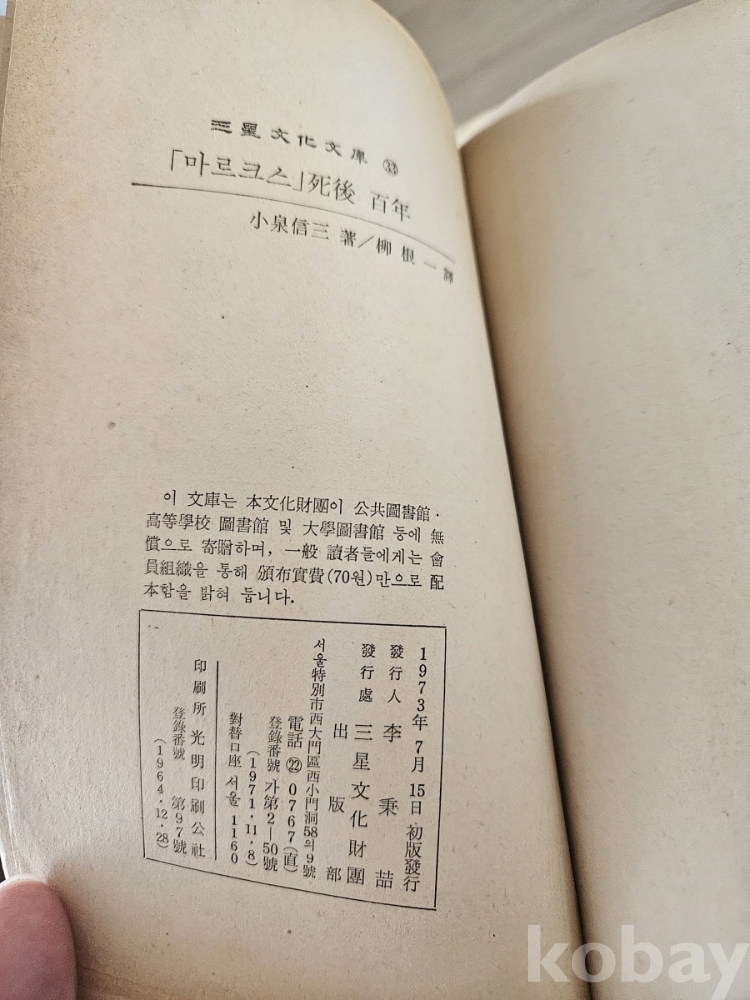 三星文化文庫 ㉝
「마르크스」死後 百年
小泉信三 著／柳 根 一 譯
이 文庫는 本文化財團이 公共圖書館·
高等學校 圖書館 및 大學圖書館 등에 無
償으로 寄贈하며, 一般 讀者들에게는 會
員組織을 통해 頒布實費(70원)만으로 配
本함을 밝혀 둡니다.
1973年 7月 15日 初版發行
發行人 李 秉 喆
發行處 三星文化財團
出 版 部
서울特別市西大門區西小門洞58의9號
電話 ㉒ 0767(直)
登錄番號 가第2—50號
(1971·11·8)
對替口座 서울 1160
印刷所 光明印刷公社
登錄番號 第97號
(1964·12·28)
kobay